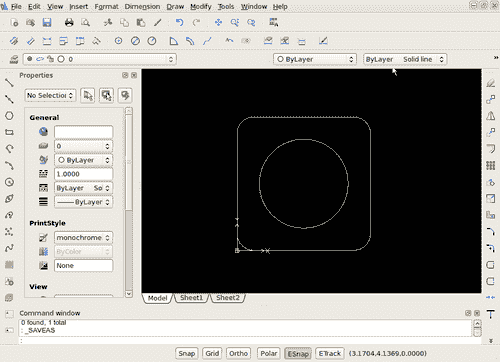 File Edit View Insert Format Dimension Draw Modify Tools Window Help
0
ByLayer
ByLayer Solid line
Properties
No Selection
General
0
ByLayer
1.0000
ByLayer So
ByLayer
PrintStyle
monochrome
ByColor
None
View
Model Sheet1 Sheet2
Command window
0 found, 1 total
: _SAVEAS
:
Snap Grid Ortho Polar ESnap ETrack (3.1704,4.1369,0.0000)